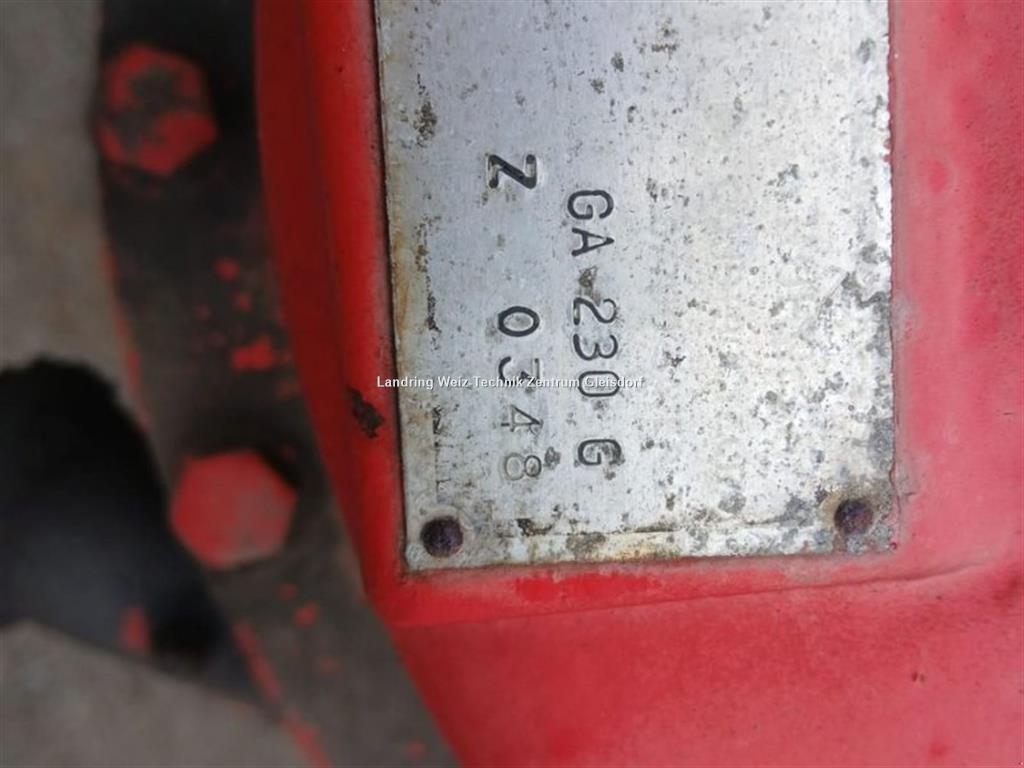 GA 230 G
Z 0348
Landring Weiz Technik Zentrum Gleisdorf